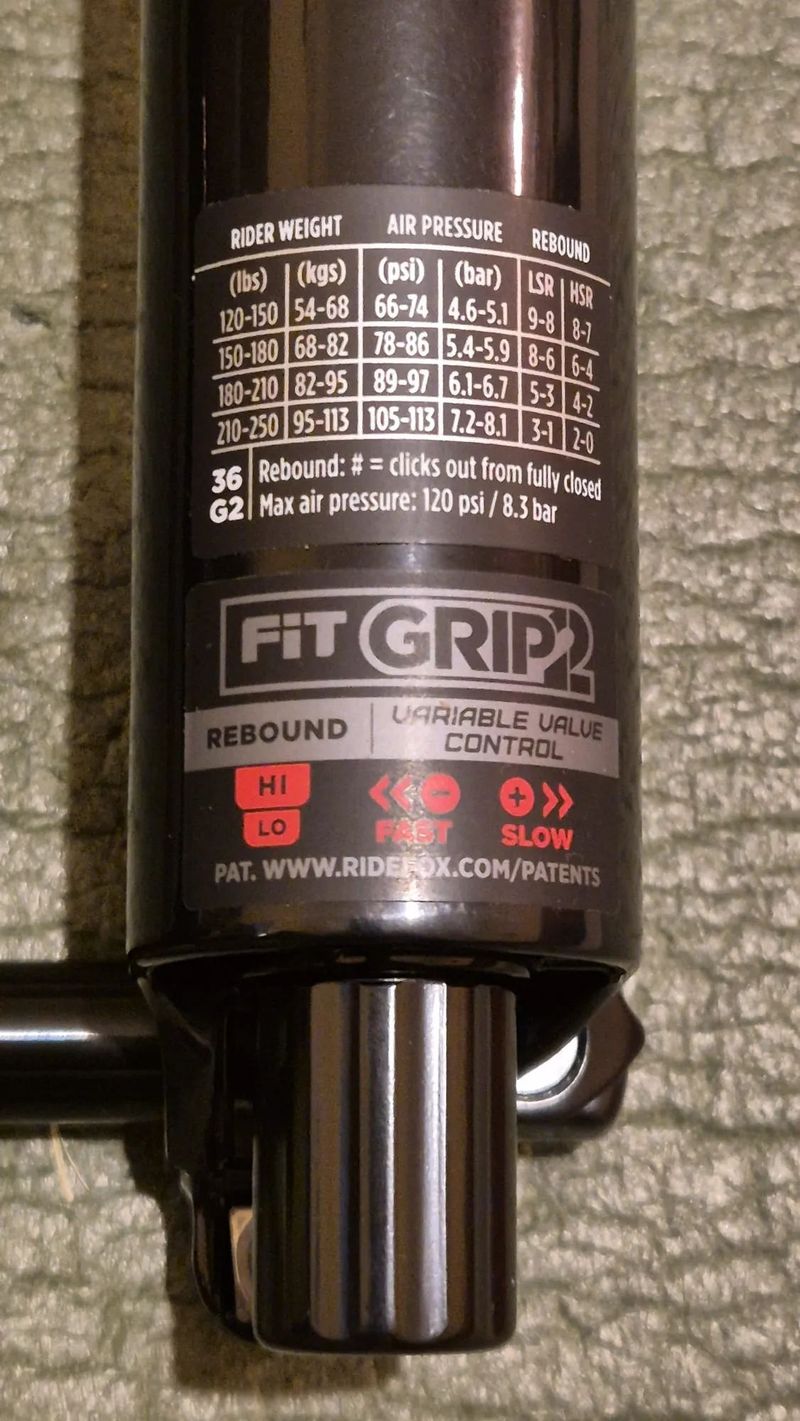 RIDER WEIGHT AIR PRESSURE REBOUND
(lbs) (kgs) (psi) (bar) LSR HSR
120-150 54-68 66-74 4.6-5.1 9-8 8-7
150-180 68-82 78-86 5.4-5.9 8-6 6-4
180-210 82-95 89-97 6.1-6.7 5-3 4-2
210-250 95-113 105-113 7.2-8.1 3-1 2-0
36 Rebound: # = clicks out from fully closed
G2 Max air pressure: 120 psi / 8.3 bar
FiT GRIP2
REBOUND VARIABLE VALVE
CONTROL
HI − +
LO FAST SLOW
PAT. WWW.RIDEFOX.COM/PATENTS